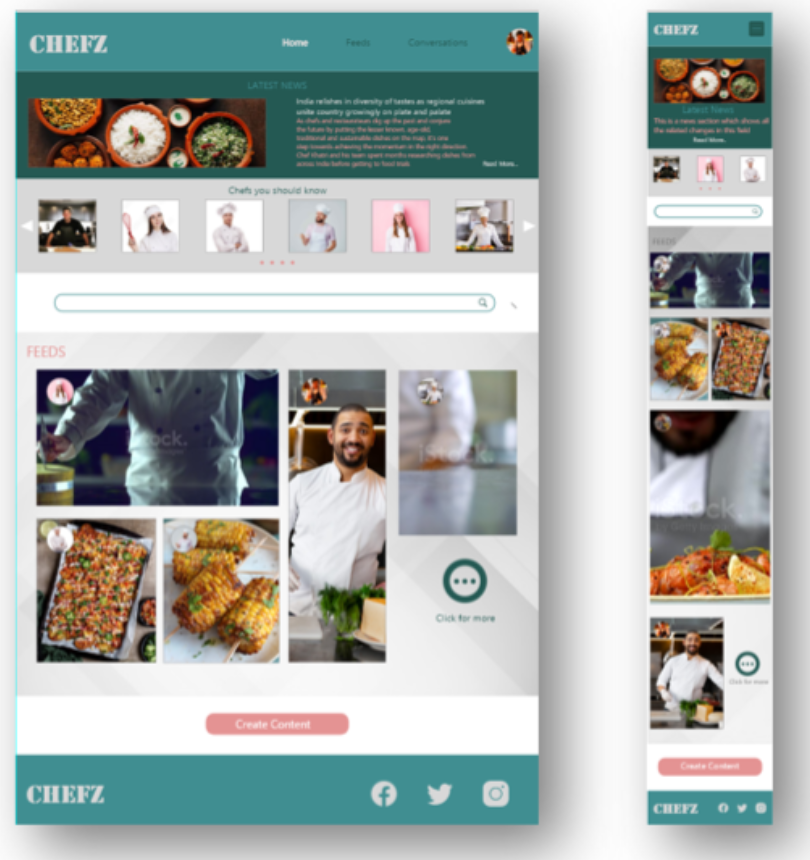 CHEFZ
Home Feeds Conversations
LATEST NEWS
India relishes in diversity of tastes as regional cuisines
unite country growingly on plate and palate
As chefs and restaurateurs dig up the past and conjure
the future by putting the lesser known, age-old,
traditional and sustainable dishes on the map, it's one
step towards achieving the momentum in the right direction.
Chef Khatri and his team spent months researching dishes from
across India before getting to food trials
Read More..
Chefs you should know
FEEDS
iStock.
iStock.
Click for more
Create Content
CHEFZ
CHEFZ
Latest News
This is a news section which shows all
the related changes in this field
Read More..
FEEDS
Click for more
Create Content
CHEFZ